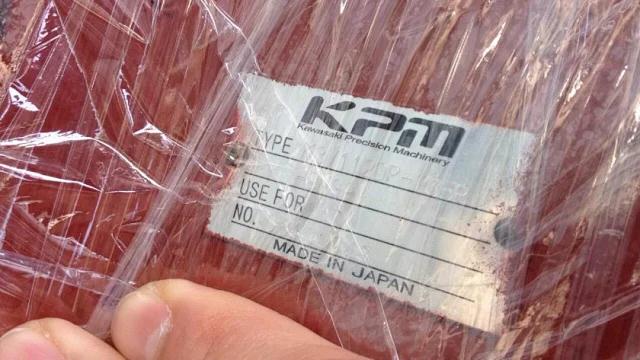 KPM
Kawasaki Precision Machinery
TYPE
USE FOR
NO.
MADE IN JAPAN